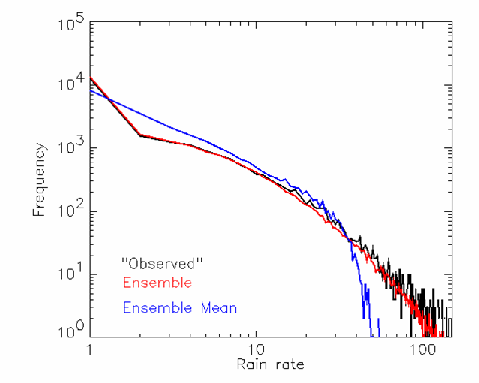 10^5
10^4
10^3
10^2
10^1
10^0
Frequency
"Observed"
Ensemble
Ensemble Mean
1 10 100
Rain rate